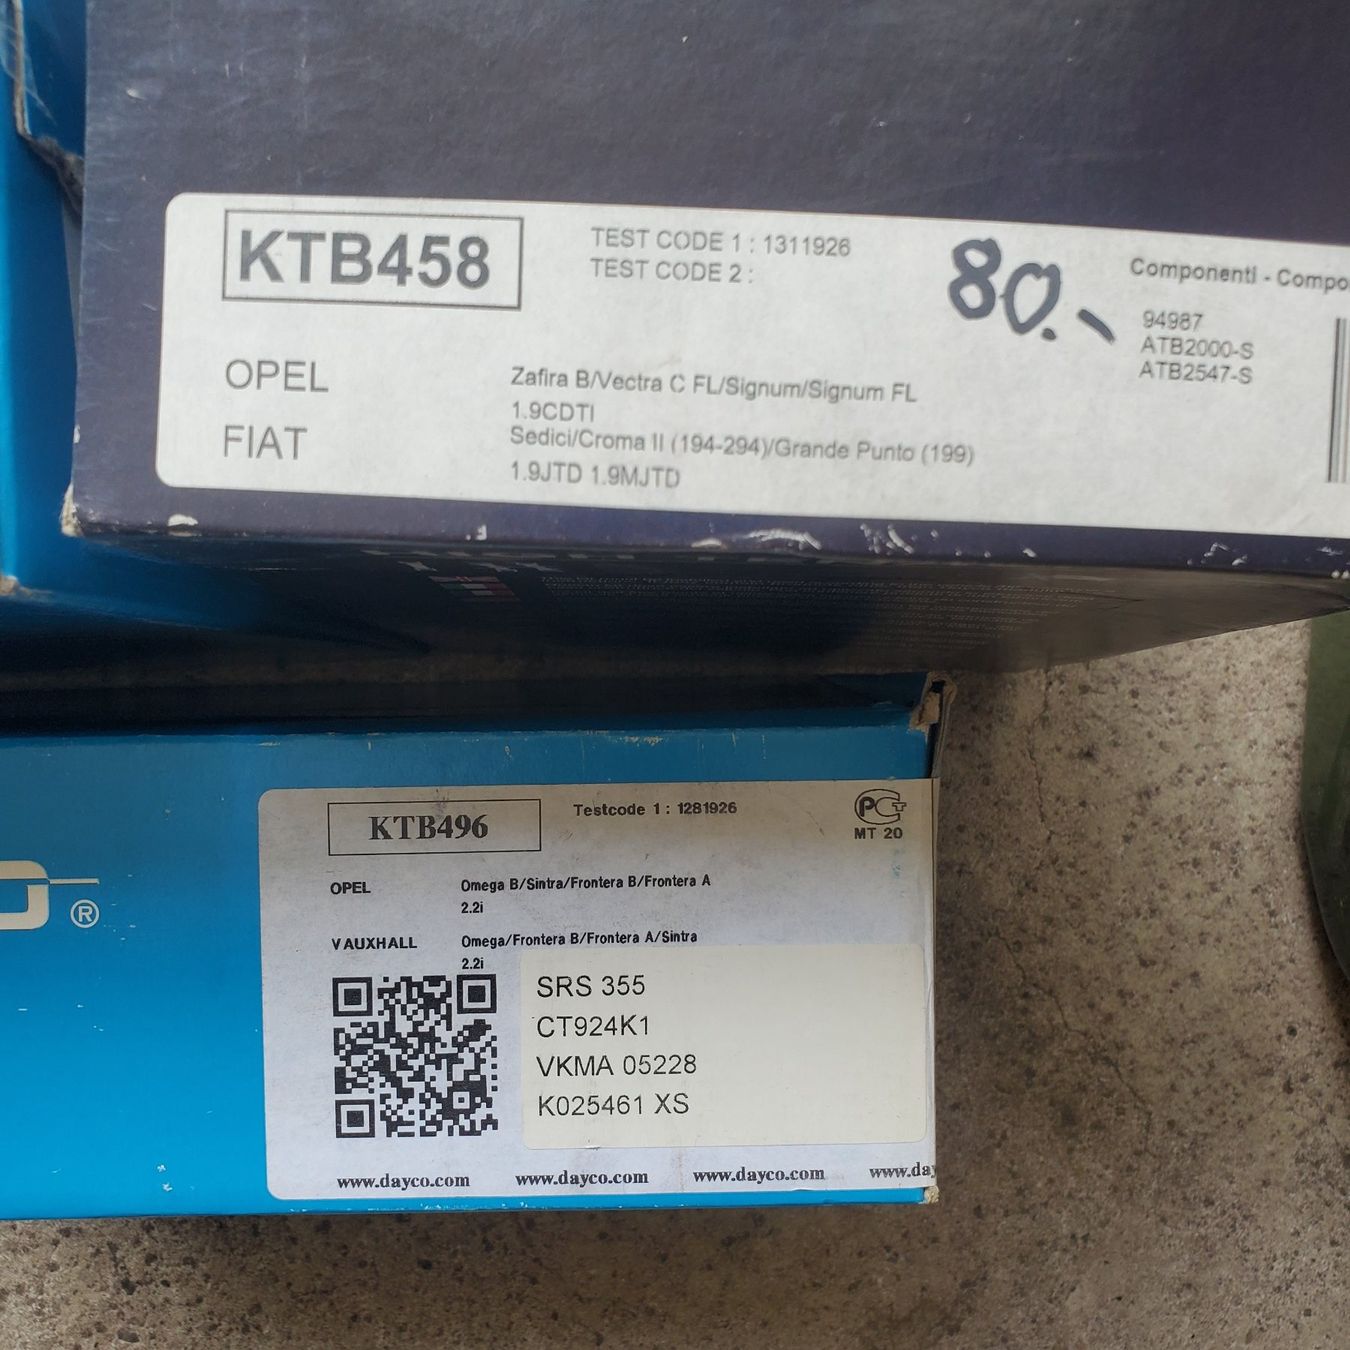 KTB458
TEST CODE 1 : 1311926
TEST CODE 2 :
80.-
Componenti - Compo
94987
ATB2000-S
ATB2547-S
OPEL
Zafira B/Vectra C FL/Signum/Signum FL
1.9CDTI
FIAT
Sedici/Croma II (194-294)/Grande Punto (199)
1.9JTD 1.9MJTD
®
KTB496
Testcode 1 : 1281926
PCT
MT 20
OPEL
Omega B/Sintra/Frontera B/Frontera A
2.2i
VAUXHALL
Omega/Frontera B/Frontera A/Sintra
2.2i
SRS 355
CT924K1
VKMA 05228
K025461 XS
www.dayco.com www.dayco.com www.dayco.com www.day